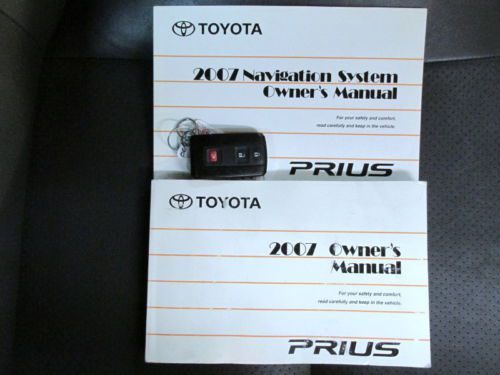 TOYOTA
2007 Navigation System
Owner's Manual
For your safety and comfort,
read carefully and keep in the vehicle.
PRIUS
TOYOTA
2007 Owner's
Manual
For your safety and comfort,
read carefully and keep in the vehicle.
PRIUS